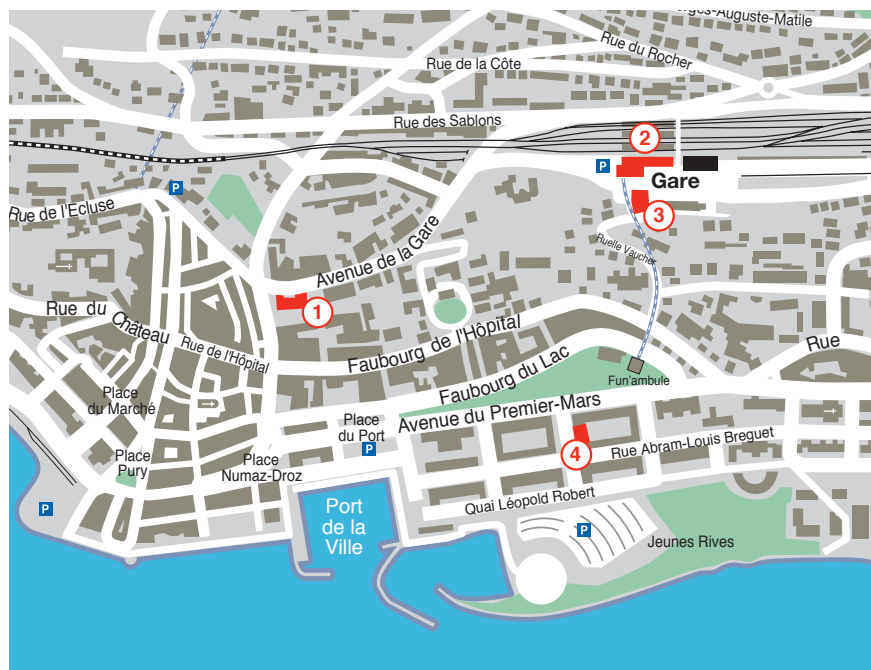 rges-Auguste-Matile
Rue du Rocher
Rue de la Côte
Rue des Sablons
2
P
Gare
P
3
Rue de l'Ecluse
Ruelle Vaucher
Avenue de la Gare
1
Rue du Château
Rue de l'Hôpital
Faubourg de l'Hôpital
Rue
Faubourg du Lac
Fun'ambule
Place
du Marché
Avenue du Premier-Mars
Place
du Port
P
Rue Abram-Louis Breguet
4
Place
Pury
Place
Numaz-Droz
Quai Léopold Robert
P
Port
de la
Ville
P
Jeunes Rives